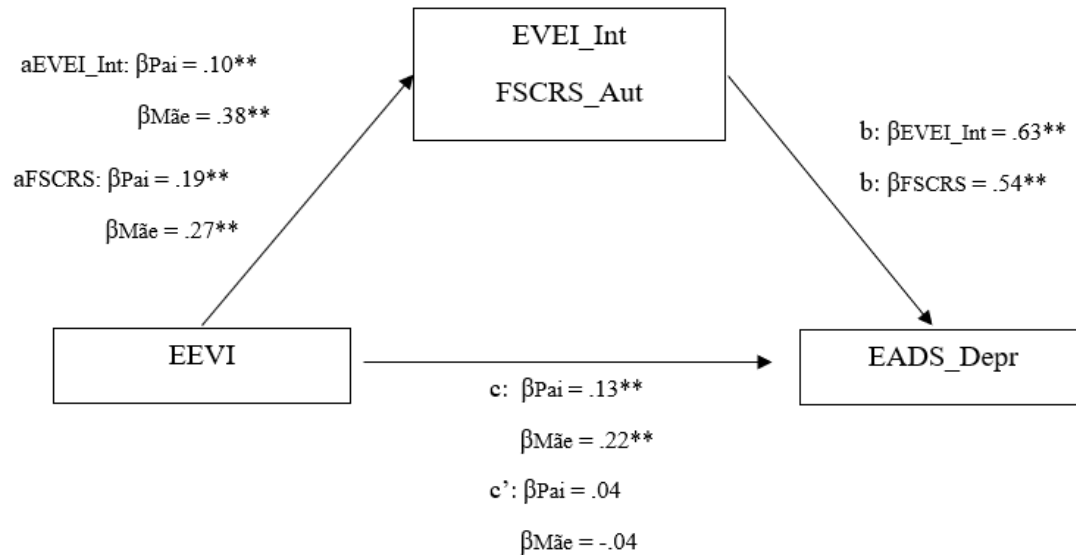 EVEI_Int
FSCRS_Aut
aEVEI_Int: βPai = .10**
βMãe = .38**
aFSCRS: βPai = .19**
βMãe = .27**
b: βEVEI_Int = .63**
b: βFSCRS = .54**
EEVI
EADS_Depr
c: βPai = .13**
βMãe = .22**
c’: βPai = .04
βMãe = -.04